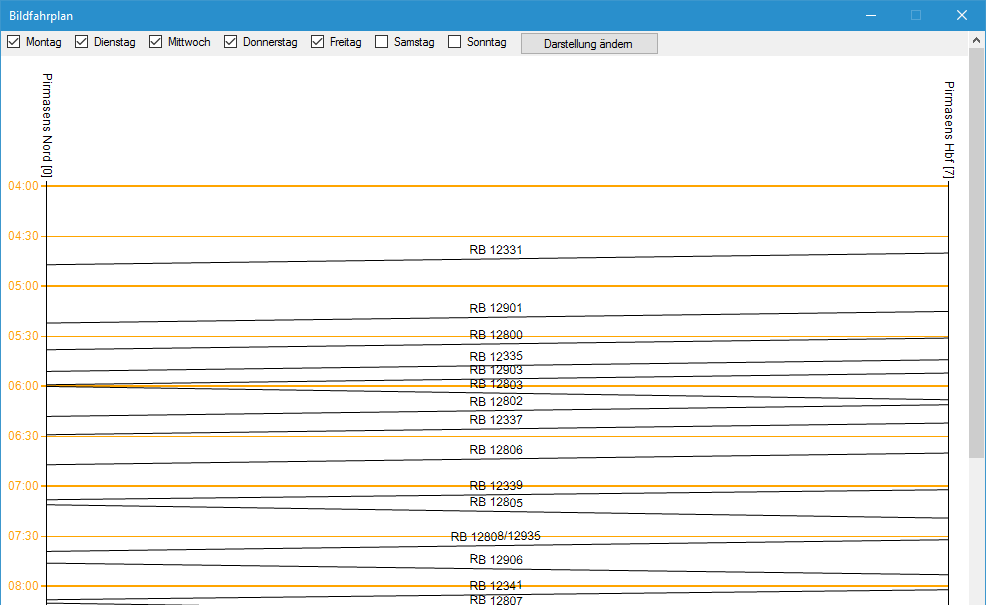 Bildfahrplan
Montag Dienstag Mittwoch Donnerstag Freitag Samstag Sonntag Darstellung ändern
Pirmasens Nord [0]
Pirmasens Hbf [7]
04:00
04:30
RB 12331
05:00
RB 12901
05:30
RB 12800
RB 12335
RB 12903
06:00
RB 12803
RB 12802
RB 12337
06:30
RB 12806
07:00
RB 12339
RB 12805
07:30
RB 12808/12935
RB 12906
08:00
RB 12341
RB 12807